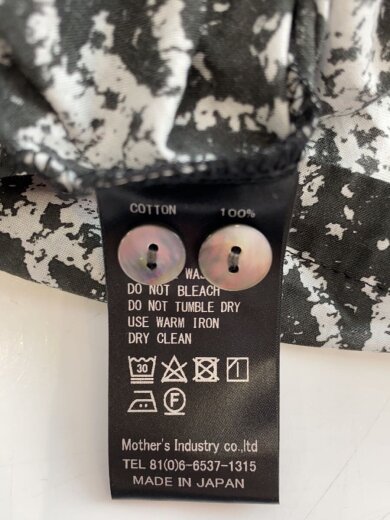 COTTON 100%
DO NOT BLEACH
DO NOT TUMBLE DRY
USE WARM IRON
DRY CLEAN
30
F
Mother's Industry co.,ltd
TEL 81(0)6-6537-1315
MADE IN JAPAN